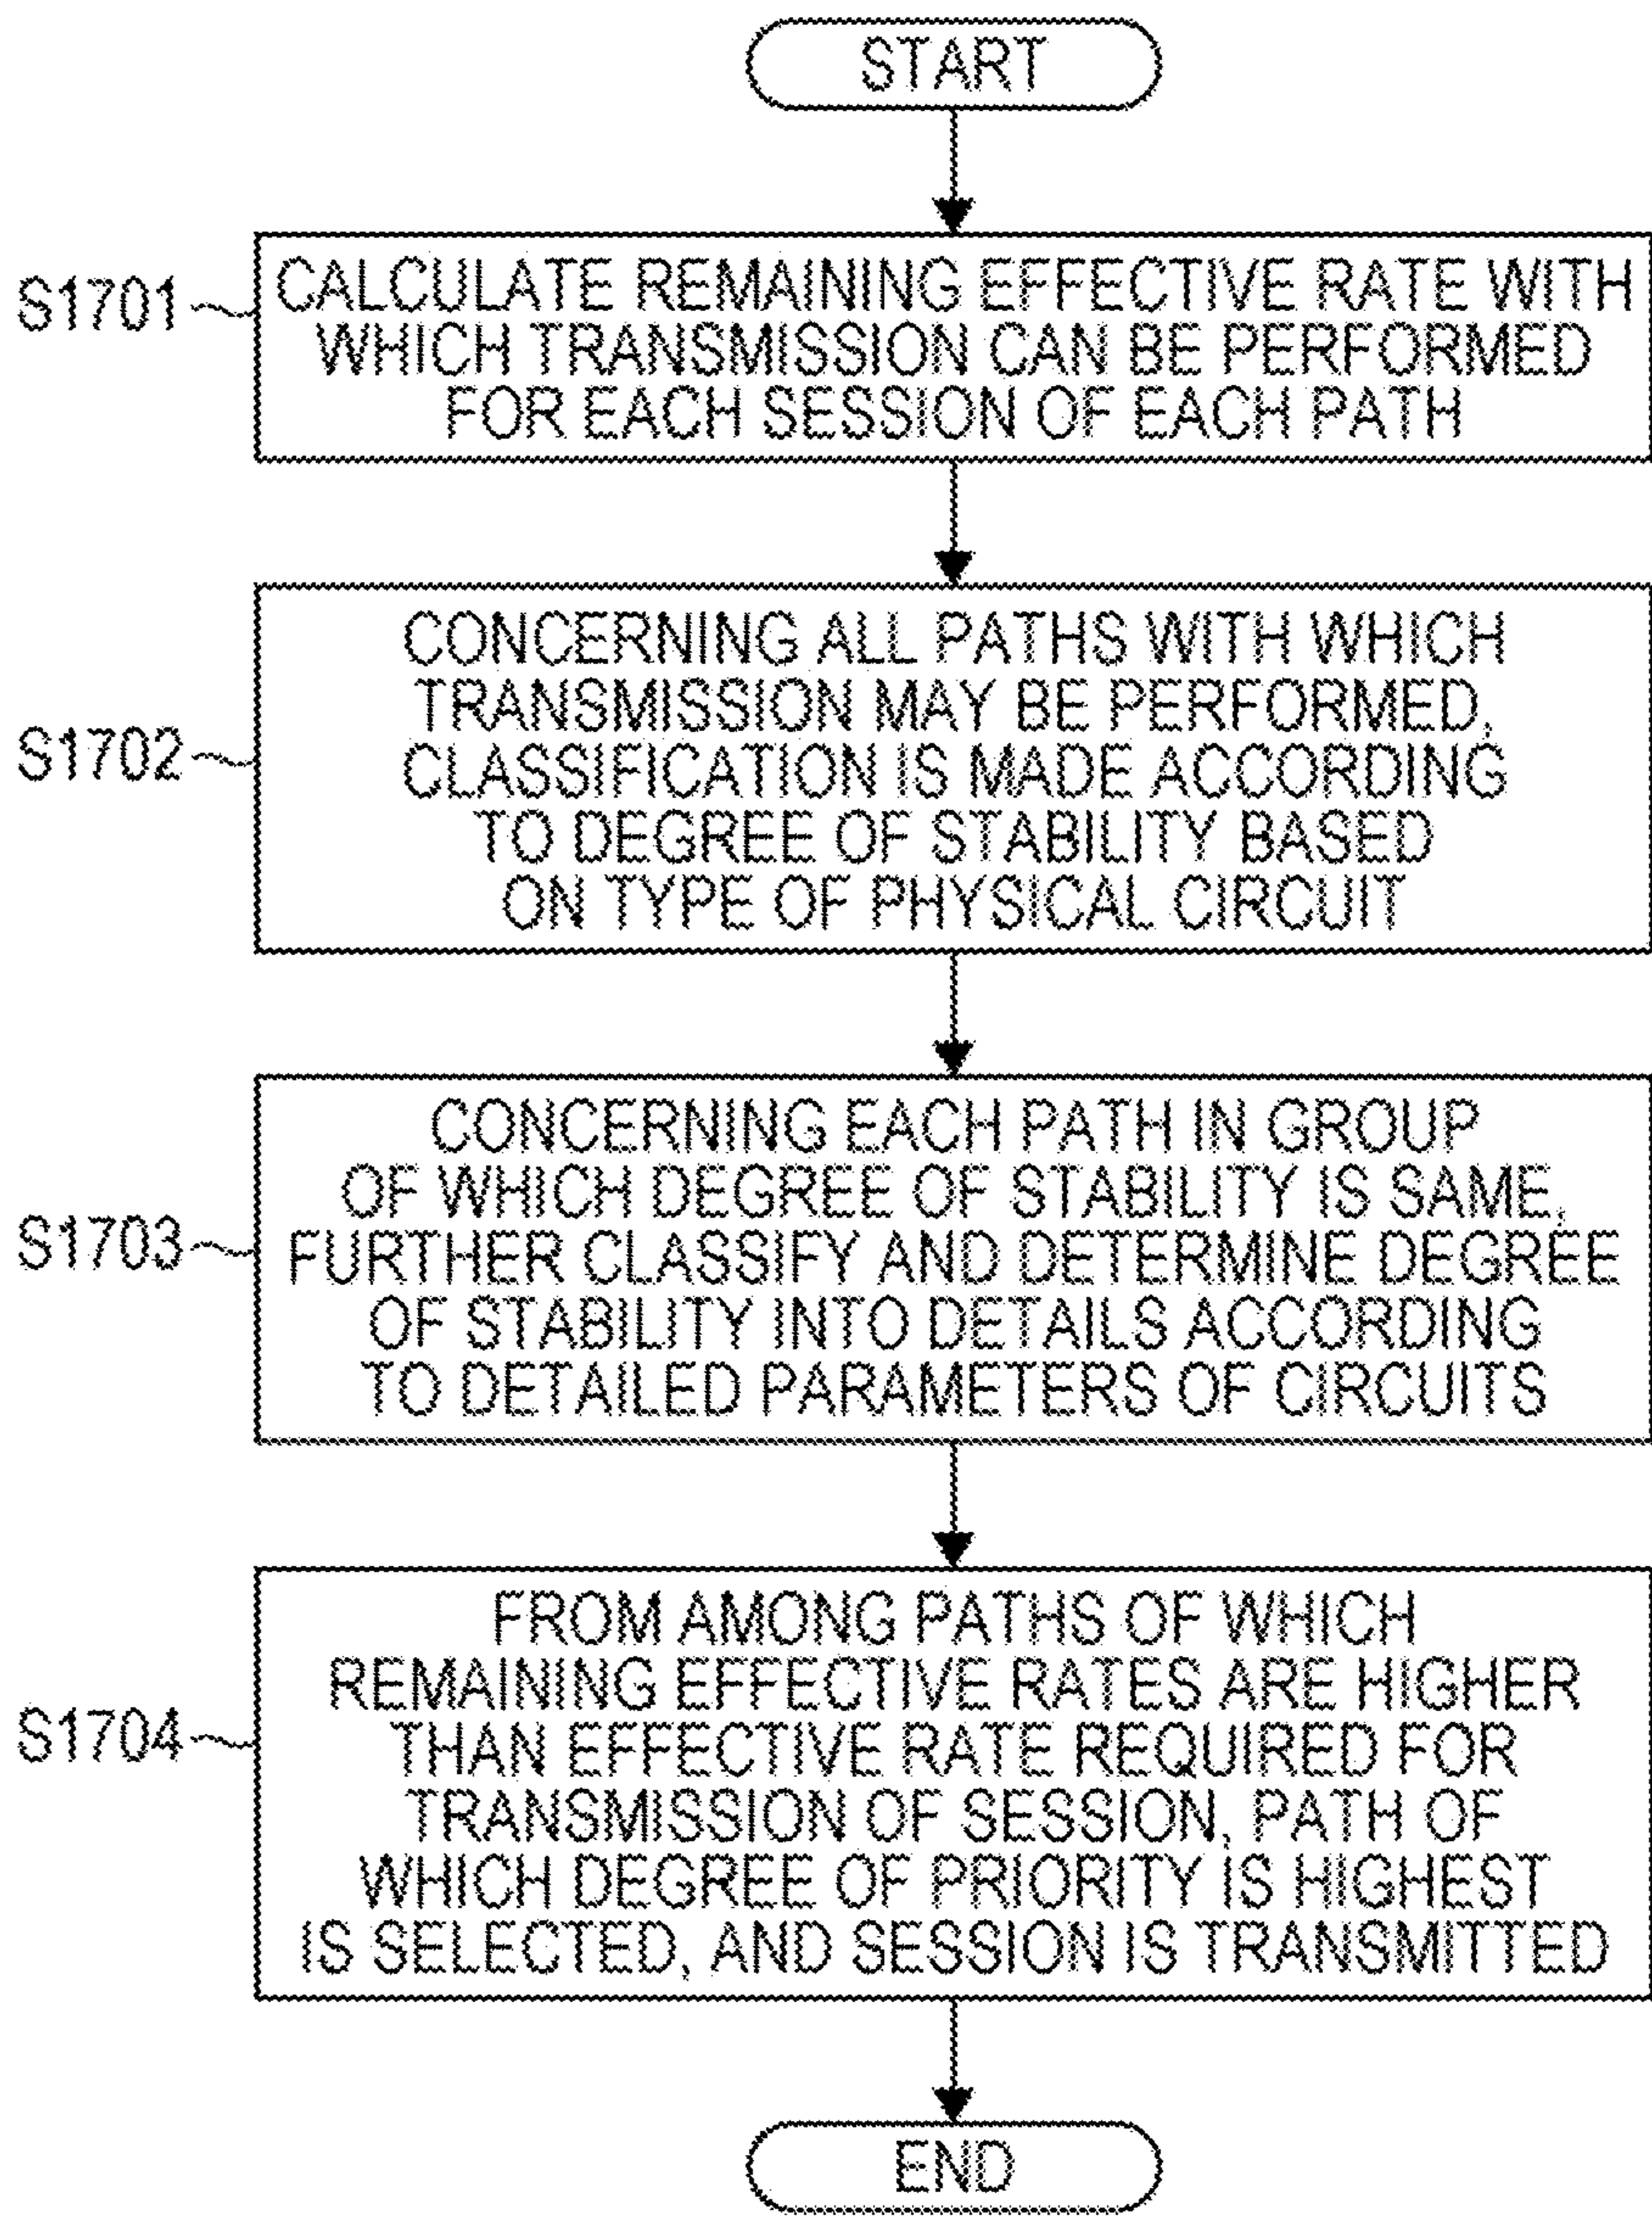 START
S1701
CALCULATE REMAINING EFFECTIVE RATE WITH
WHICH TRANSMISSION CAN BE PERFORMED
FOR EACH SESSION OF EACH PATH
S1702
CONCERNING ALL PATHS WITH WHICH
TRANSMISSION MAY BE PERFORMED,
CLASSIFICATION IS MADE ACCORDING
TO DEGREE OF STABILITY BASED
ON TYPE OF PHYSICAL CIRCUIT
S1703
CONCERNING EACH PATH IN GROUP
OF WHICH DEGREE OF STABILITY IS SAME,
FURTHER CLASSIFY AND DETERMINE DEGREE
OF STABILITY INTO DETAILS ACCORDING
TO DETAILED PARAMETERS OF CIRCUITS
S1704
FROM AMONG PATHS OF WHICH
REMAINING EFFECTIVE RATES ARE HIGHER
THAN EFFECTIVE RATE REQUIRED FOR
TRANSMISSION OF SESSION, PATH OF
WHICH DEGREE OF PRIORITY IS HIGHEST
IS SELECTED, AND SESSION IS TRANSMITTED
END